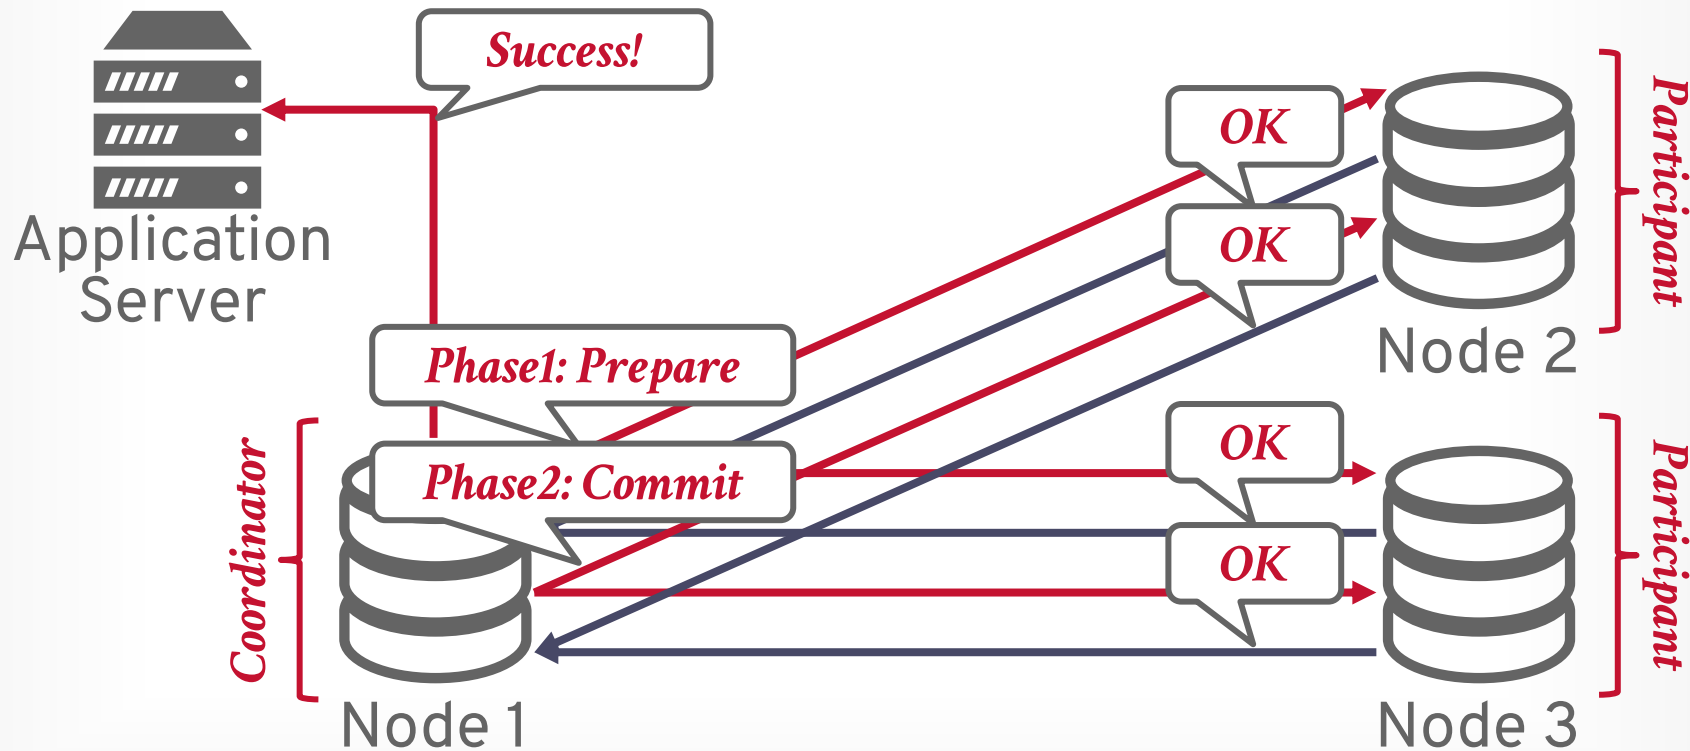 Success!
Application
Server
OK
OK
Participant
Node 2
Phase1: Prepare
Phase2: Commit
Coordinator
Node 1
OK
OK
Participant
Node 3